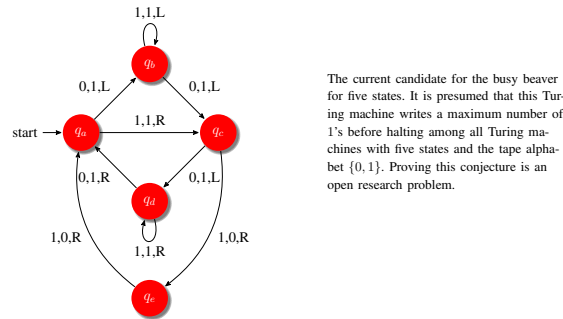 1,1,L
q_b
0,1,L
0,1,L
start
q_a
1,1,R
q_c
0,1,R
0,1,L
q_d
1,0,R
1,1,R
1,0,R
q_e
The current candidate for the busy beaver
for five states. It is presumed that this Tur-
ing machine writes a maximum number of
1's before halting among all Turing ma-
chines with five states and the tape alpha-
bet {0, 1}. Proving this conjecture is an
open research problem.